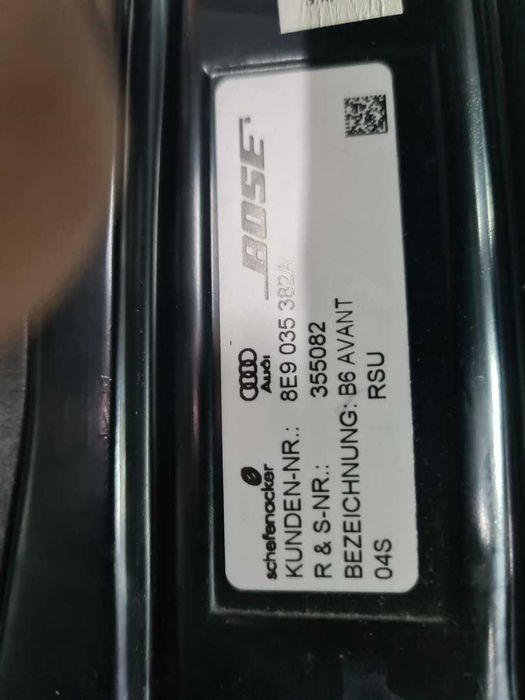 schefenacker Audi BOSE
KUNDEN-NR.: 8E9 035 382A
R & S-NR.: 355082
BEZEICHNUNG: B6 AVANT
04S RSU